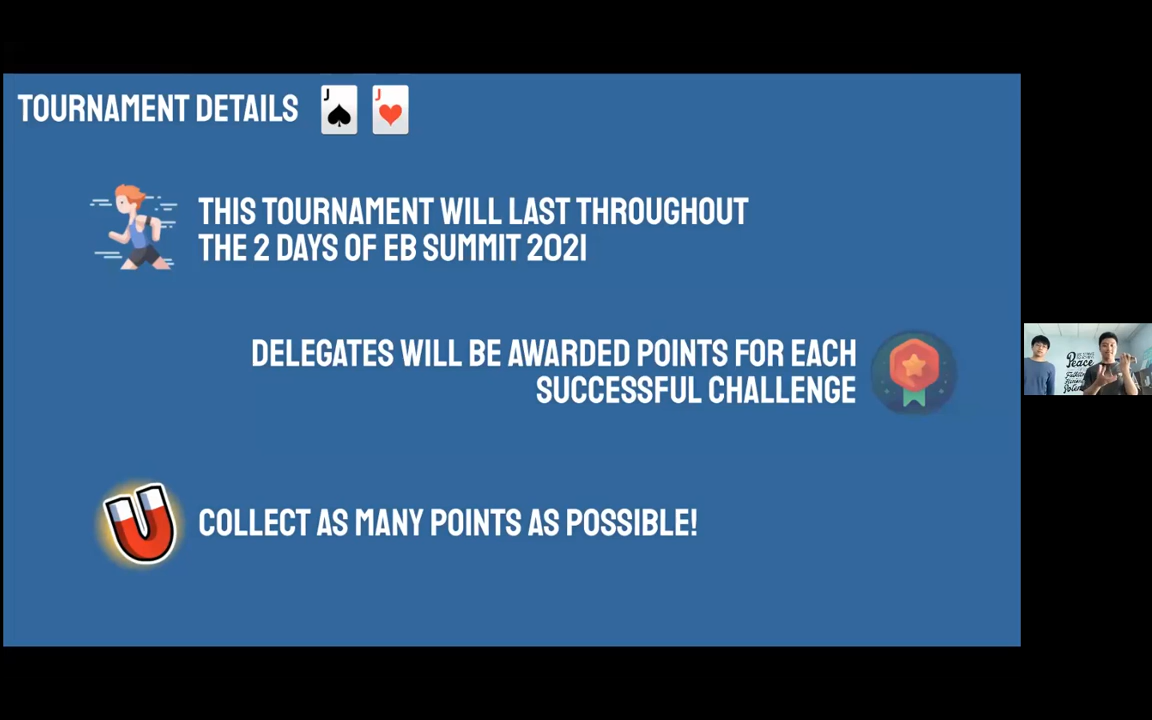 TOURNAMENT DETAILS
J
J
THIS TOURNAMENT WILL LAST THROUGHOUT
THE 2 DAYS OF EB SUMMIT 2021
DELEGATES WILL BE AWARDED POINTS FOR EACH
SUCCESSFUL CHALLENGE
Peace
COLLECT AS MANY POINTS AS POSSIBLE!